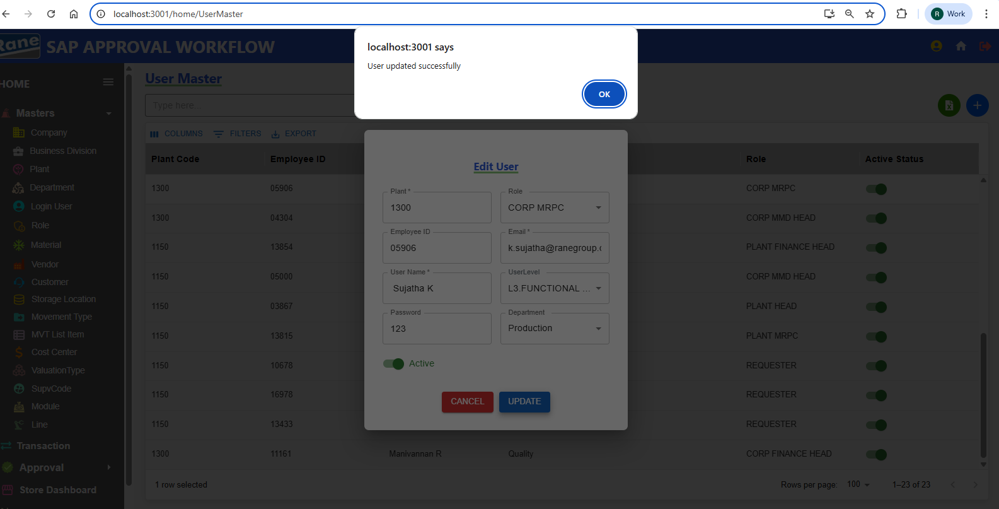 localhost:3001/home/UserMaster
R Work
Rane SAP APPROVAL WORKFLOW
localhost:3001 says
User updated successfully
OK
HOME
Masters
Company
Business Division
Plant
Department
Login User
Role
Material
Vendor
Customer
Storage Location
Movement Type
MVT List Item
Cost Center
ValuationType
SupvCode
Module
Line
Transaction
Approval
Store Dashboard
User Master
Type here...
COLUMNS FILTERS EXPORT
Plant Code Employee ID Role Active Status
1300 05906 CORP MRPC
1300 04304 CORP MMD HEAD
1150 13854 PLANT FINANCE HEAD
1150 05000 CORP MMD HEAD
1150 03867 PLANT HEAD
1150 13815 PLANT MRPC
1150 10678 REQUESTER
1150 16978 REQUESTER
1150 13433 REQUESTER
1300 11161 Manivannan R Quality CORP FINANCE HEAD
1 row selected Rows per page: 100 1–23 of 23
Edit User
Plant * Role
1300 CORP MRPC
Employee ID Email *
05906 k.sujatha@ranegroup.c
User Name * UserLevel
Sujatha K L3.FUNCTIONAL ...
Password Department
123 Production
Active
CANCEL UPDATE